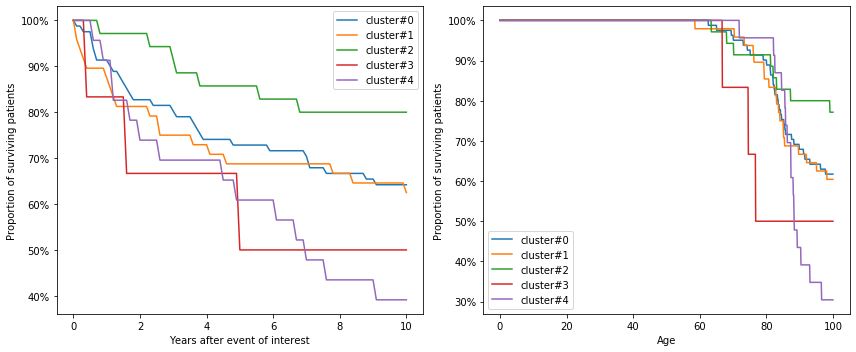 Proportion of surviving patients
100%
90%
80%
70%
60%
50%
40%
cluster#0
cluster#1
cluster#2
cluster#3
cluster#4
0
2
4
6
8
10
Years after event of interest
Proportion of surviving patients
100%
90%
80%
70%
60%
50%
40%
30%
cluster#0
cluster#1
cluster#2
cluster#3
cluster#4
0
20
40
60
80
100
Age